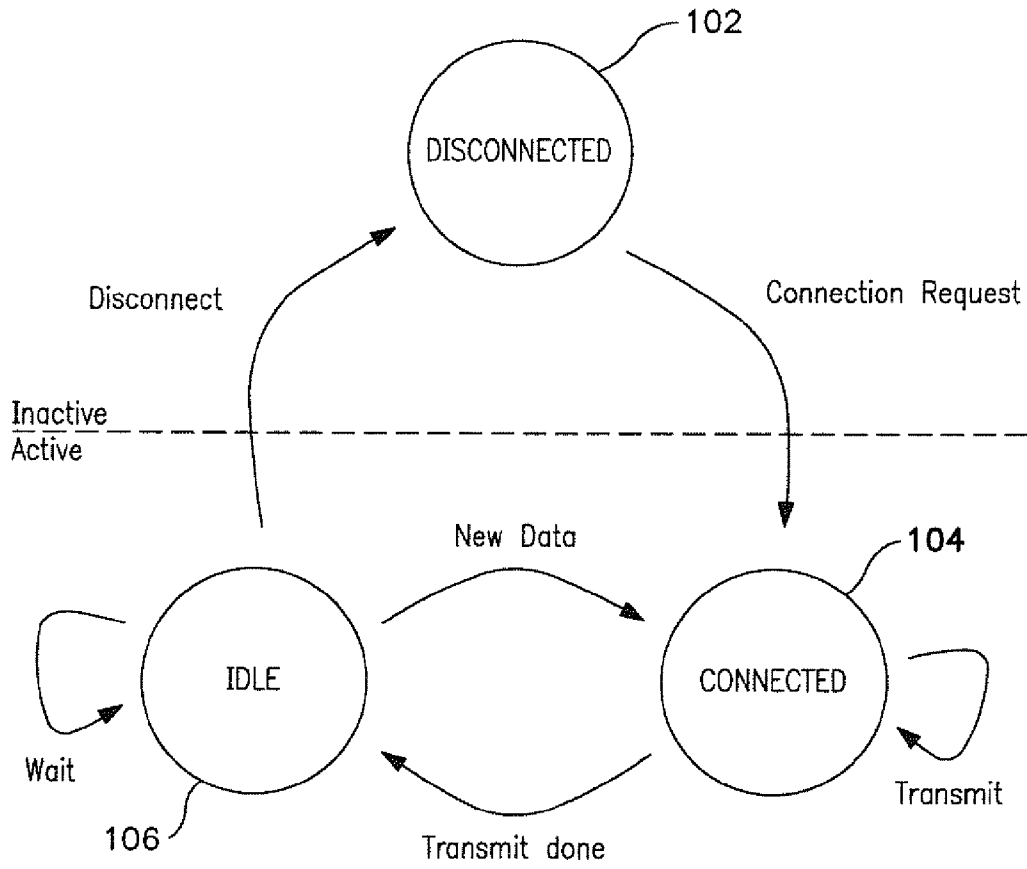 102
DISCONNECTED
Disconnect
Connection Request
Inactive
Active
New Data
104
IDLE
CONNECTED
Wait
Transmit
106
Transmit done